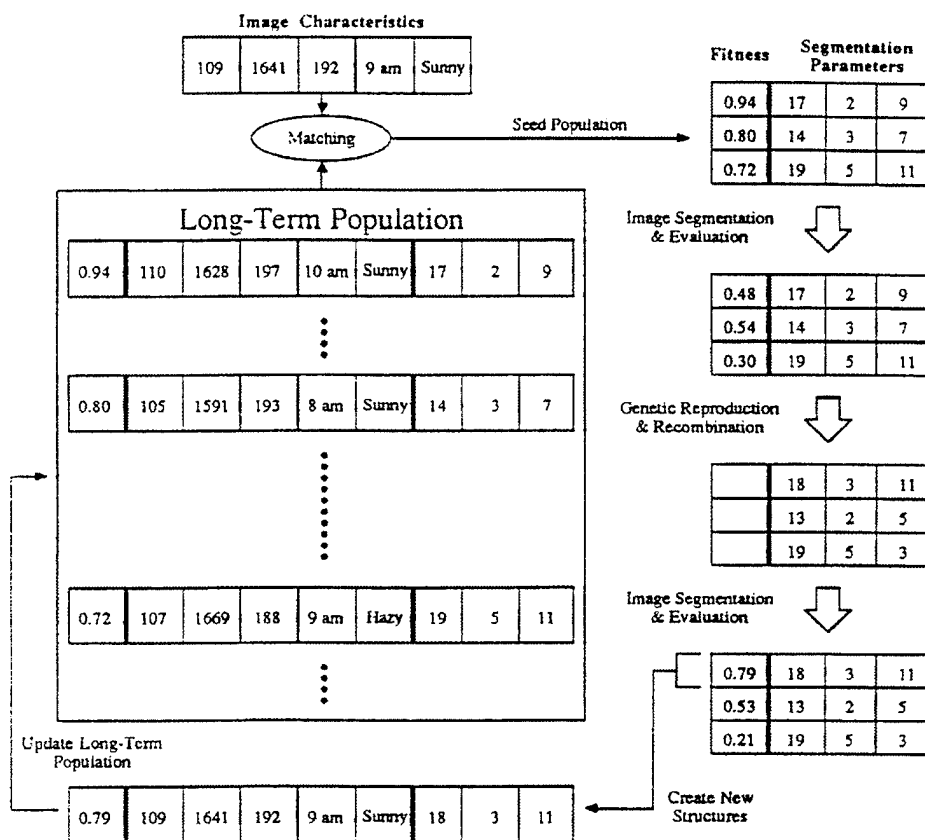 Image Characteristics
109 1641 192 9 am Sunny
Matching
Seed Population
Fitness Segmentation Parameters
0.94 17 2 9
0.80 14 3 7
0.72 19 5 11
Image Segmentation
& Evaluation
0.48 17 2 9
0.54 14 3 7
0.30 19 5 11
Genetic Reproduction
& Recombination
18 3 11
13 2 5
19 5 3
Image Segmentation
& Evaluation
0.79 18 3 11
0.53 13 2 5
0.21 19 5 3
Long-Term Population
0.94 110 1628 197 10 am Sunny 17 2 9
0.80 105 1591 193 8 am Sunny 14 3 7
0.72 107 1669 188 9 am Hazy 19 5 11
Update Long-Term
Population
Create New
Structures
0.79 109 1641 192 9 am Sunny 18 3 11